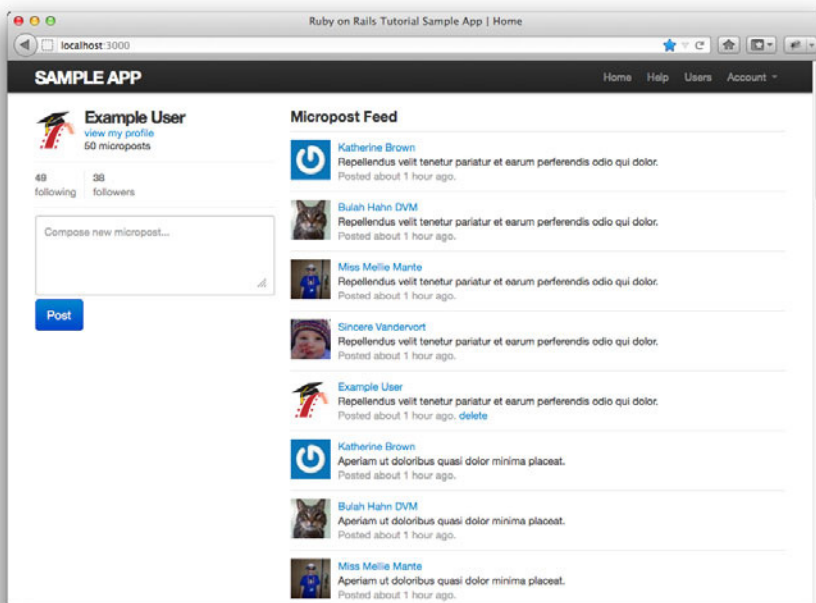 Ruby on Rails Tutorial Sample App | Home
localhost:3000
SAMPLE APP
Home Help Users Account
Example User
view my profile
50 microposts
49 following
38 followers
Compose new micropost...
Post
Micropost Feed
Katherine Brown
Repellendus velit tenetur pariatur et earum perferendis odio qui dolor.
Posted about 1 hour ago.
Bulah Hahn DVM
Repellendus velit tenetur pariatur et earum perferendis odio qui dolor.
Posted about 1 hour ago.
Miss Mellie Mante
Repellendus velit tenetur pariatur et earum perferendis odio qui dolor.
Posted about 1 hour ago.
Sincere Vandervort
Repellendus velit tenetur pariatur et earum perferendis odio qui dolor.
Posted about 1 hour ago.
Example User
Repellendus velit tenetur pariatur et earum perferendis odio qui dolor.
Posted about 1 hour ago. delete
Katherine Brown
Aperiam ut doloribus quasi dolor minima placeat.
Posted about 1 hour ago.
Bulah Hahn DVM
Aperiam ut doloribus quasi dolor minima placeat.
Posted about 1 hour ago.
Miss Mellie Mante
Aperiam ut doloribus quasi dolor minima placeat.
Posted about 1 hour ago.